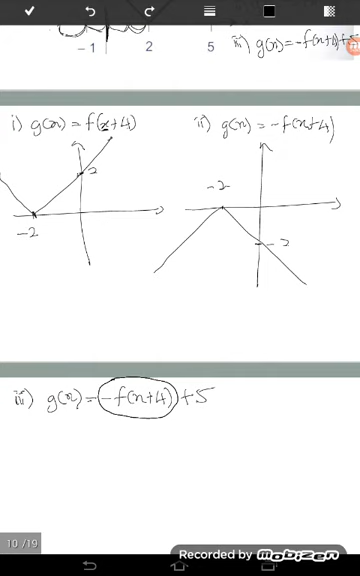 -1 2 5 iii) g(x)=-f(x+4)+5
i) g(x) = f(x+4) ii) g(x) = -f(x+4)
2 -2
-2 -2
iii) g(x) = -f(x+4) +5
10 /19
Recorded by Mobizen